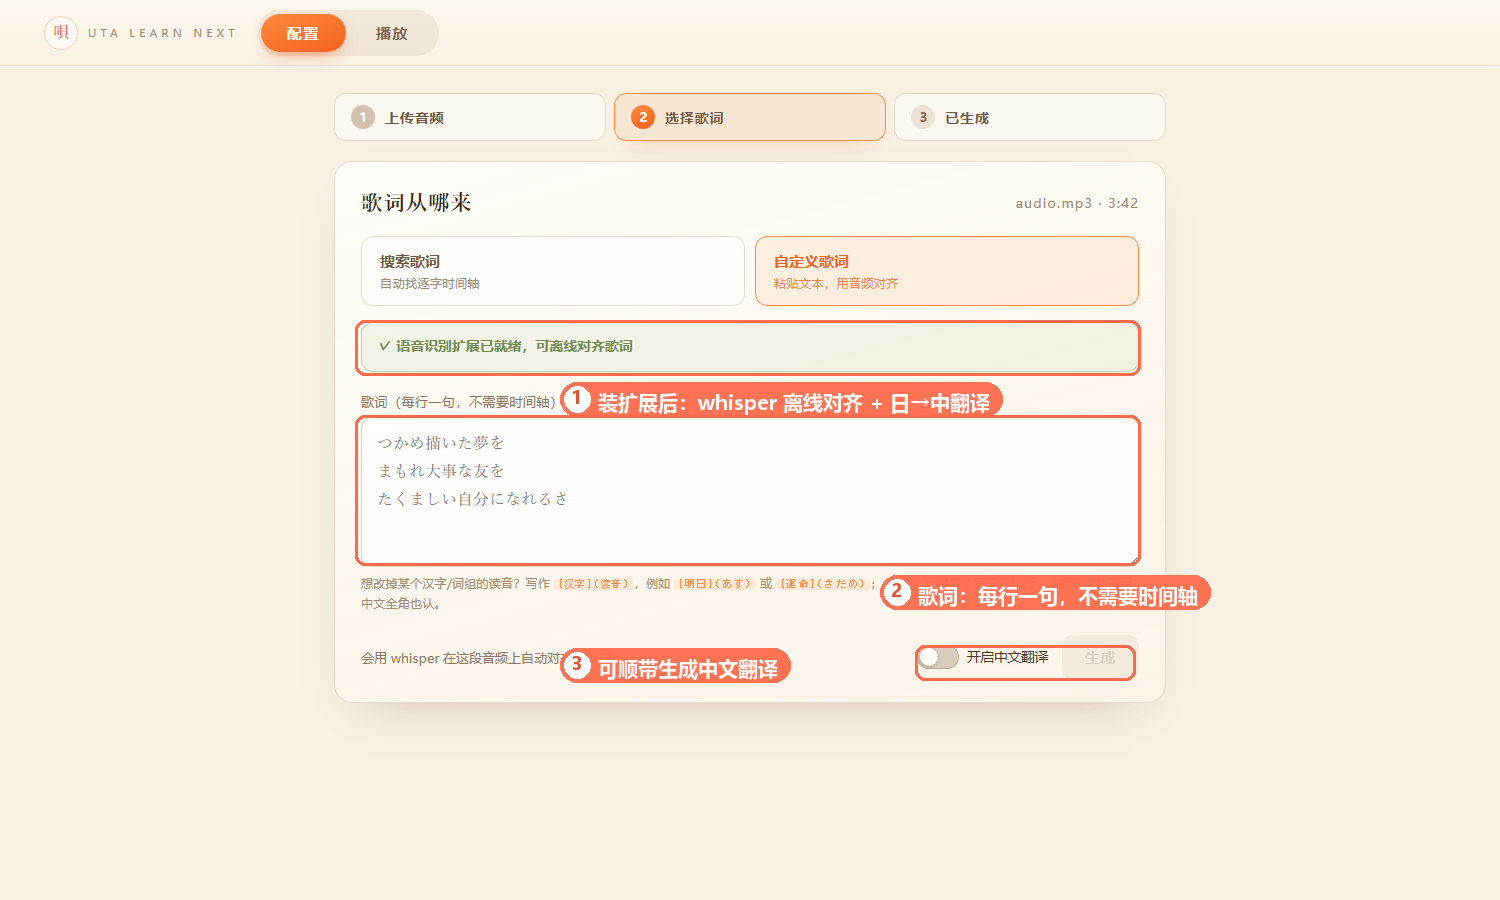 唄 UTA LEARN NEXT 配置 播放
1 上传音频 2 选择歌词 3 已生成
歌词从哪来 audio.mp3 · 3:42
搜索歌词
自动找逐字时间轴
自定义歌词
粘贴文本，用音频对齐
✓ 语音识别扩展已就绪，可离线对齐歌词
歌词（每行一句，不需要时间轴）
1 装扩展后：whisper 离线对齐 + 日→中翻译
つかめ描いた夢を
まもれ大事な友を
たくましい自分になれるさ
想改掉某个汉字/词组的读音？写作 [汉字](读音)，例如 [明日](あす) 或 [運命](さだめ)；
中文全角也认。
2 歌词：每行一句，不需要时间轴
会用 whisper 在这段音频上自动对
3 可顺带生成中文翻译
开启中文翻译 生成